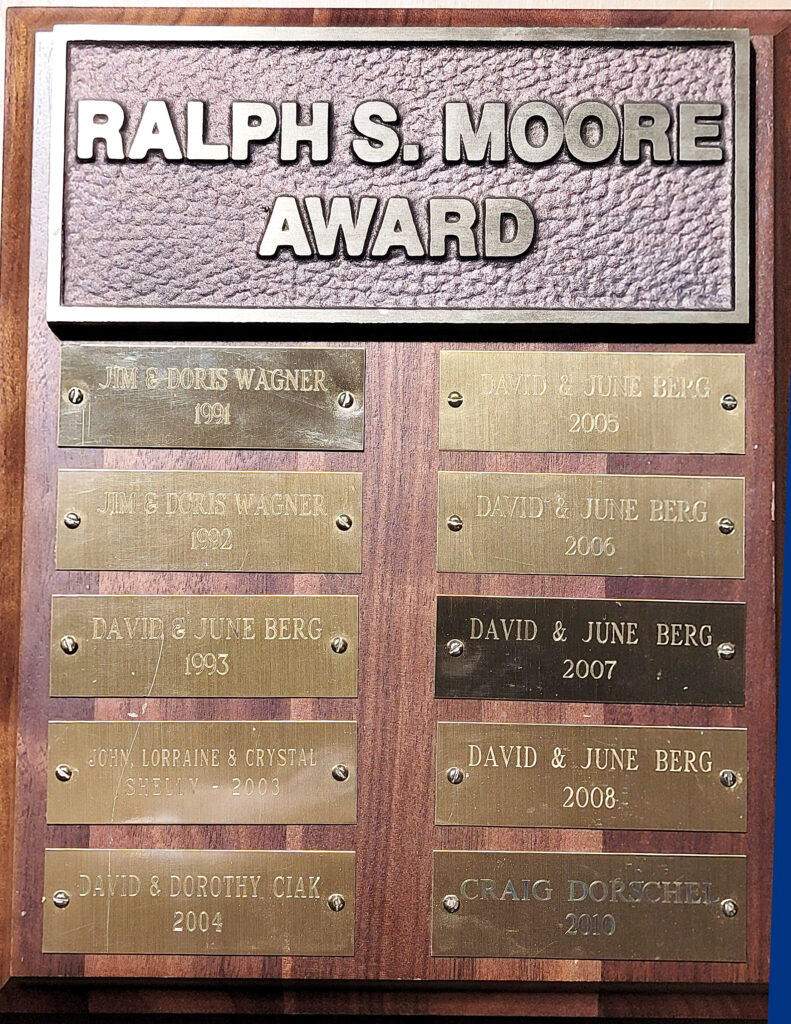 RALPH S. MOORE
AWARD
JIM & DORIS WAGNER
1991
JIM & DORIS WAGNER
1992
DAVID & JUNE BERG
1993
JOHN, LORRAINE & CRYSTAL
SHELLY - 2003
DAVID & DOROTHY CIAK
2004
DAVID & JUNE BERG
2005
DAVID & JUNE BERG
2006
DAVID & JUNE BERG
2007
DAVID & JUNE BERG
2008
CRAIG DORSCHEL
2010